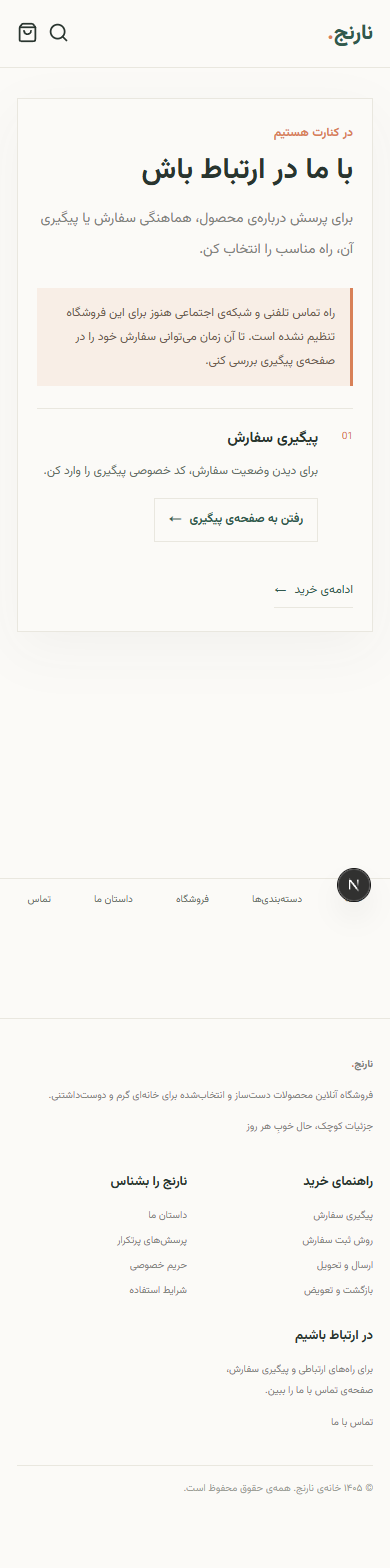 نارنج.
در کنارت هستیم
با ما در ارتباط باش
برای پرسش درباره‌ی محصول، هماهنگی سفارش یا پیگیری
آن، راه مناسب را انتخاب کن.
راه تماس تلفنی و شبکه‌ی اجتماعی هنوز برای این فروشگاه
تنظیم نشده است. تا آن زمان می‌توانی سفارش خود را در
صفحه‌ی پیگیری بررسی کنی.
01
پیگیری سفارش
برای دیدن وضعیت سفارش، کد خصوصی پیگیری را وارد کن.
رفتن به صفحه‌ی پیگیری ←
ادامه‌ی خرید ←
N
دسته‌بندی‌ها فروشگاه داستان ما تماس
نارنج.
فروشگاه آنلاین محصولات دست‌ساز و انتخاب‌شده برای خانه‌ای گرم و دوست‌داشتنی.
جزئیات کوچک، حال خوب هر روز
راهنمای خرید
پیگیری سفارش
روش ثبت سفارش
ارسال و تحویل
بازگشت و تعویض
نارنج را بشناس
داستان ما
پرسش‌های پرتکرار
حریم خصوصی
شرایط استفاده
در ارتباط باشیم
برای راه‌های ارتباطی و پیگیری سفارش،
صفحه‌ی تماس با ما را ببین.
تماس با ما
© ۱۴۰۵ خانه‌ی نارنج. همه‌ی حقوق محفوظ است.